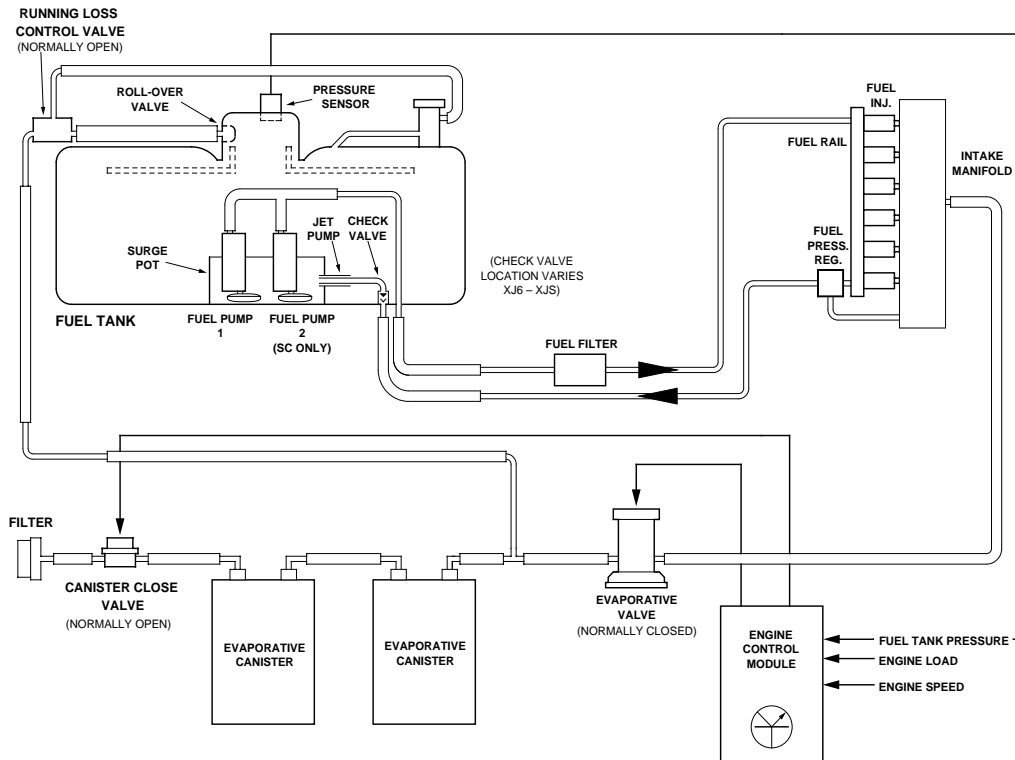 RUNNING LOSS
CONTROL VALVE
(NORMALLY OPEN)
ROLL-OVER
VALVE
PRESSURE
SENSOR
FUEL
INJ.
FUEL RAIL
INTAKE
MANIFOLD
FUEL
PRESS.
REG.
SURGE
POT
JET
PUMP
CHECK
VALVE
(CHECK VALVE
LOCATION VARIES
XJ6 – XJS)
FUEL TANK
FUEL PUMP
1
FUEL PUMP
2
(SC ONLY)
FUEL FILTER
FILTER
CANISTER CLOSE
VALVE
(NORMALLY OPEN)
EVAPORATIVE
CANISTER
EVAPORATIVE
CANISTER
EVAPORATIVE
VALVE
(NORMALLY CLOSED)
ENGINE
CONTROL
MODULE
FUEL TANK PRESSURE
ENGINE LOAD
ENGINE SPEED